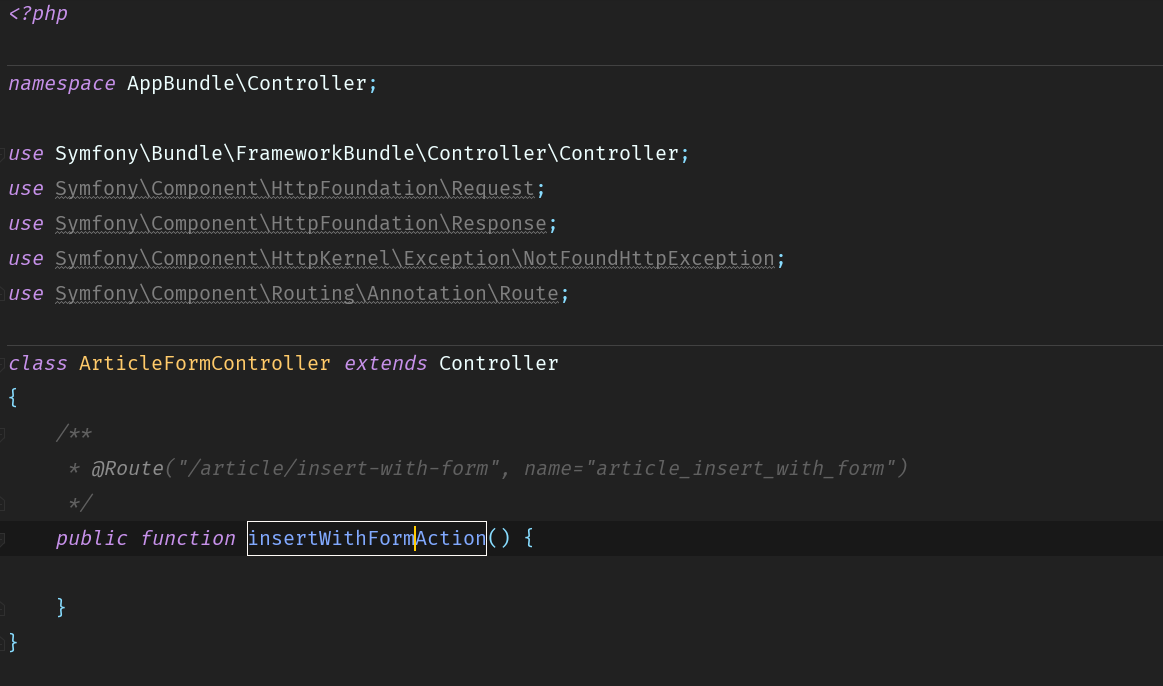 <?php
namespace AppBundle\Controller;
use Symfony\Bundle\FrameworkBundle\Controller\Controller;
use Symfony\Component\HttpFoundation\Request;
use Symfony\Component\HttpFoundation\Response;
use Symfony\Component\HttpKernel\Exception\NotFoundHttpException;
use Symfony\Component\Routing\Annotation\Route;
class ArticleFormController extends Controller
{
/**
* @Route("/article/insert-with-form", name="article_insert_with_form")
*/
public function insertWithFormAction() {
}
}